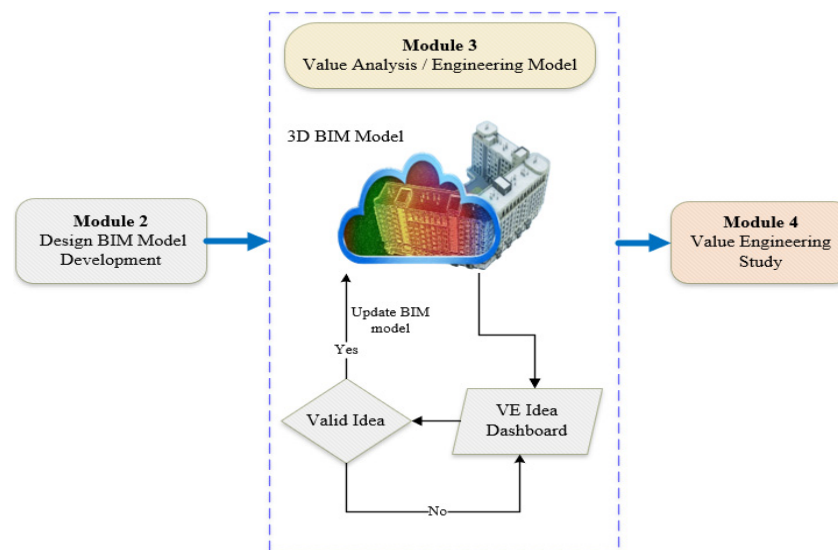 Module 3
Value Analysis / Engineering Model
3D BIM Model
Module 2
Design BIM Model
Development
Module 4
Value Engineering
Study
Update BIM
model
Yes
Valid Idea
VE Idea
Dashboard
No